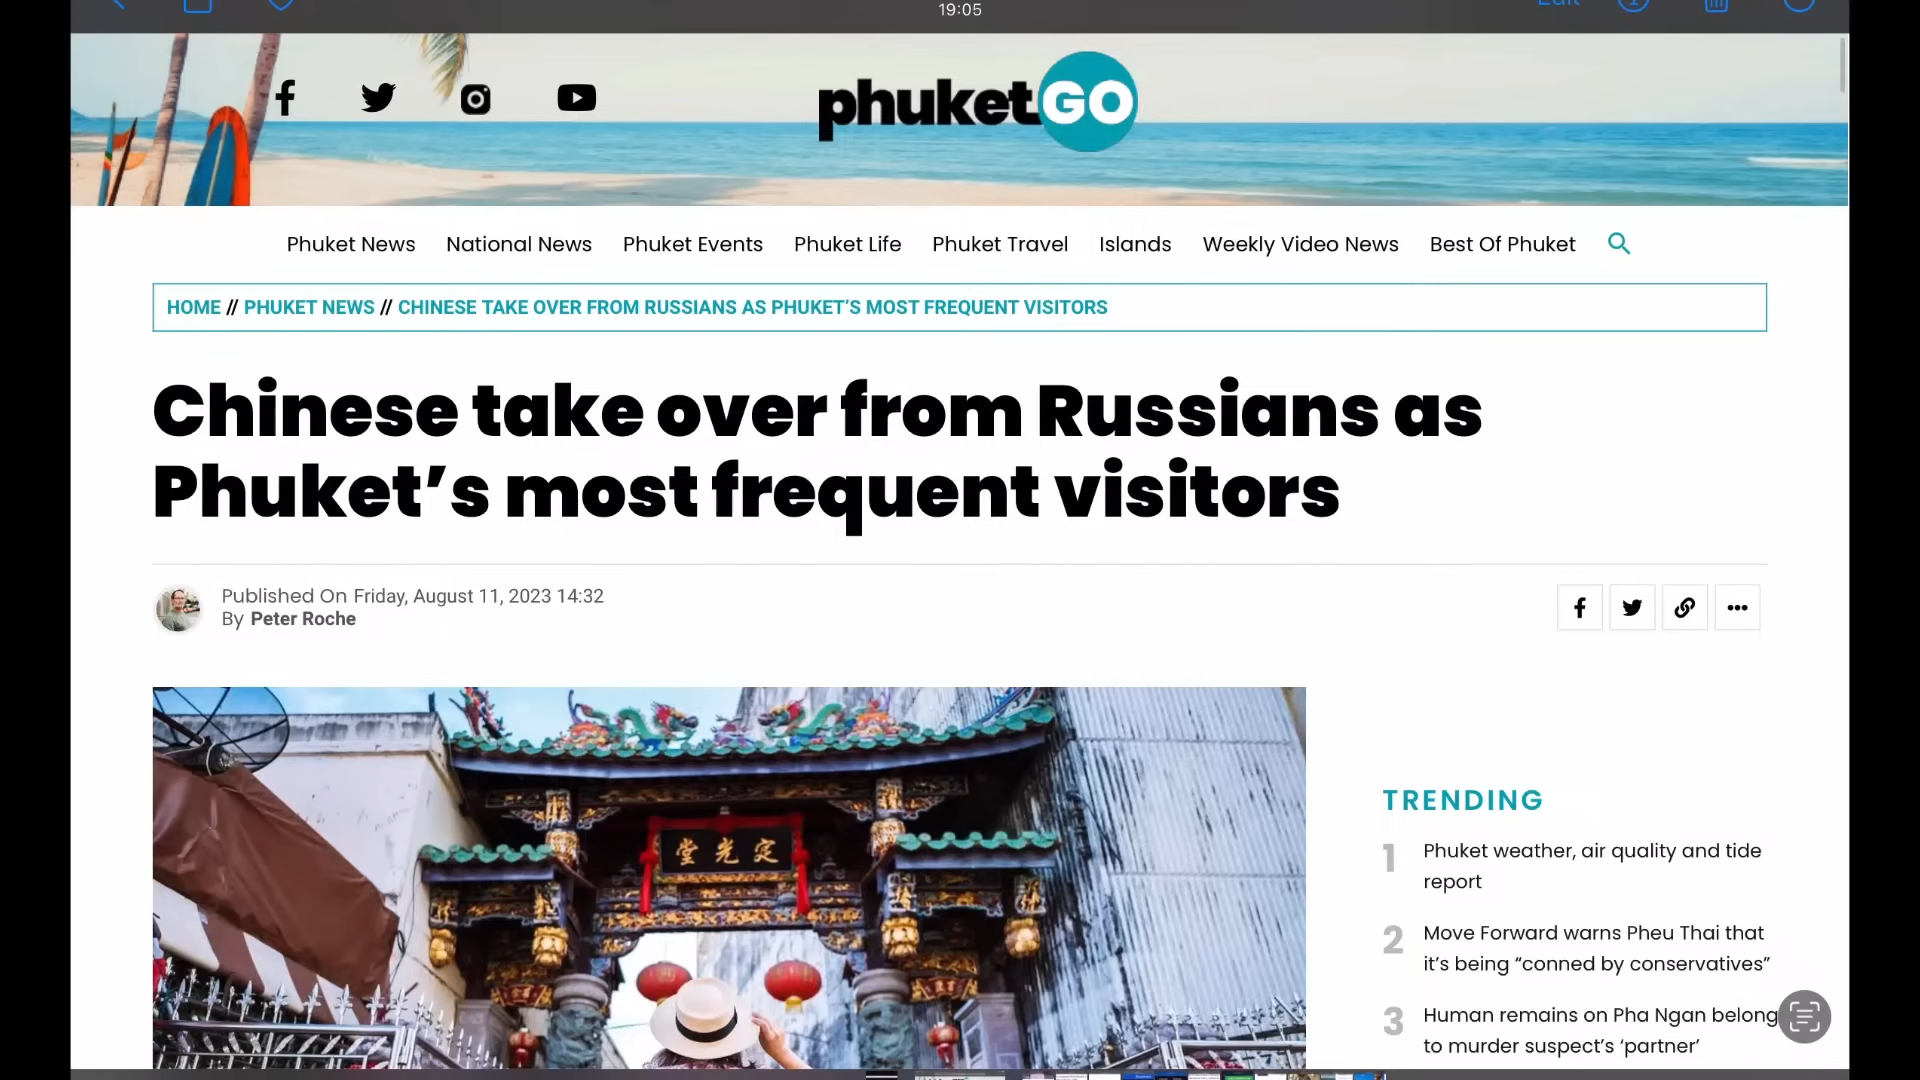 19:05
phuket GO
Phuket News National News Phuket Events Phuket Life Phuket Travel Islands Weekly Video News Best Of Phuket
HOME // PHUKET NEWS // CHINESE TAKE OVER FROM RUSSIANS AS PHUKET'S MOST FREQUENT VISITORS
Chinese take over from Russians as
Phuket's most frequent visitors
Published On Friday, August 11, 2023 14:32
By Peter Roche
堂光定
TRENDING
1 Phuket weather, air quality and tide
report
2 Move Forward warns Pheu Thai that
it's being “conned by conservatives”
3 Human remains on Pha Ngan belong
to murder suspect's ‘partner’